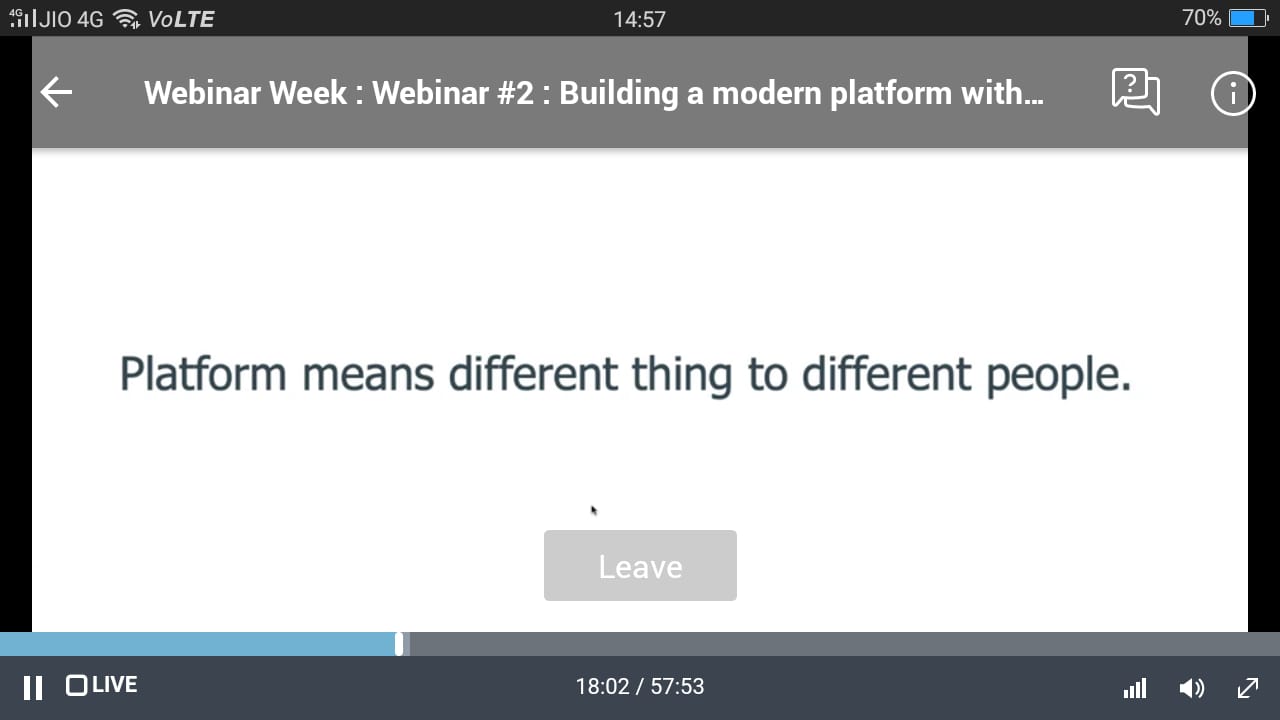 4G JIO 4G VoLTE 14:57 70%
Webinar Week : Webinar #2 : Building a modern platform with...
Platform means different thing to different people.
Leave
LIVE 18:02 / 57:53